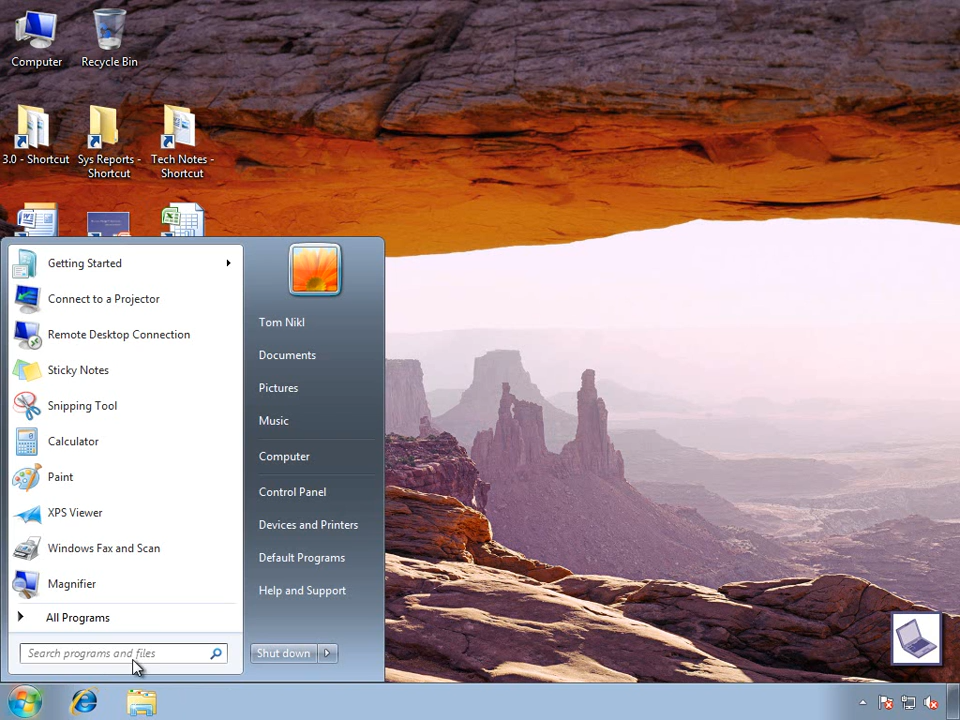 Computer
Recycle Bin
3.0 - Shortcut
Sys Reports -
Shortcut
Tech Notes -
Shortcut
Getting Started
Connect to a Projector
Remote Desktop Connection
Sticky Notes
Snipping Tool
Calculator
Paint
XPS Viewer
Windows Fax and Scan
Magnifier
All Programs
Search programs and files
Tom Nikl
Documents
Pictures
Music
Computer
Control Panel
Devices and Printers
Default Programs
Help and Support
Shut down